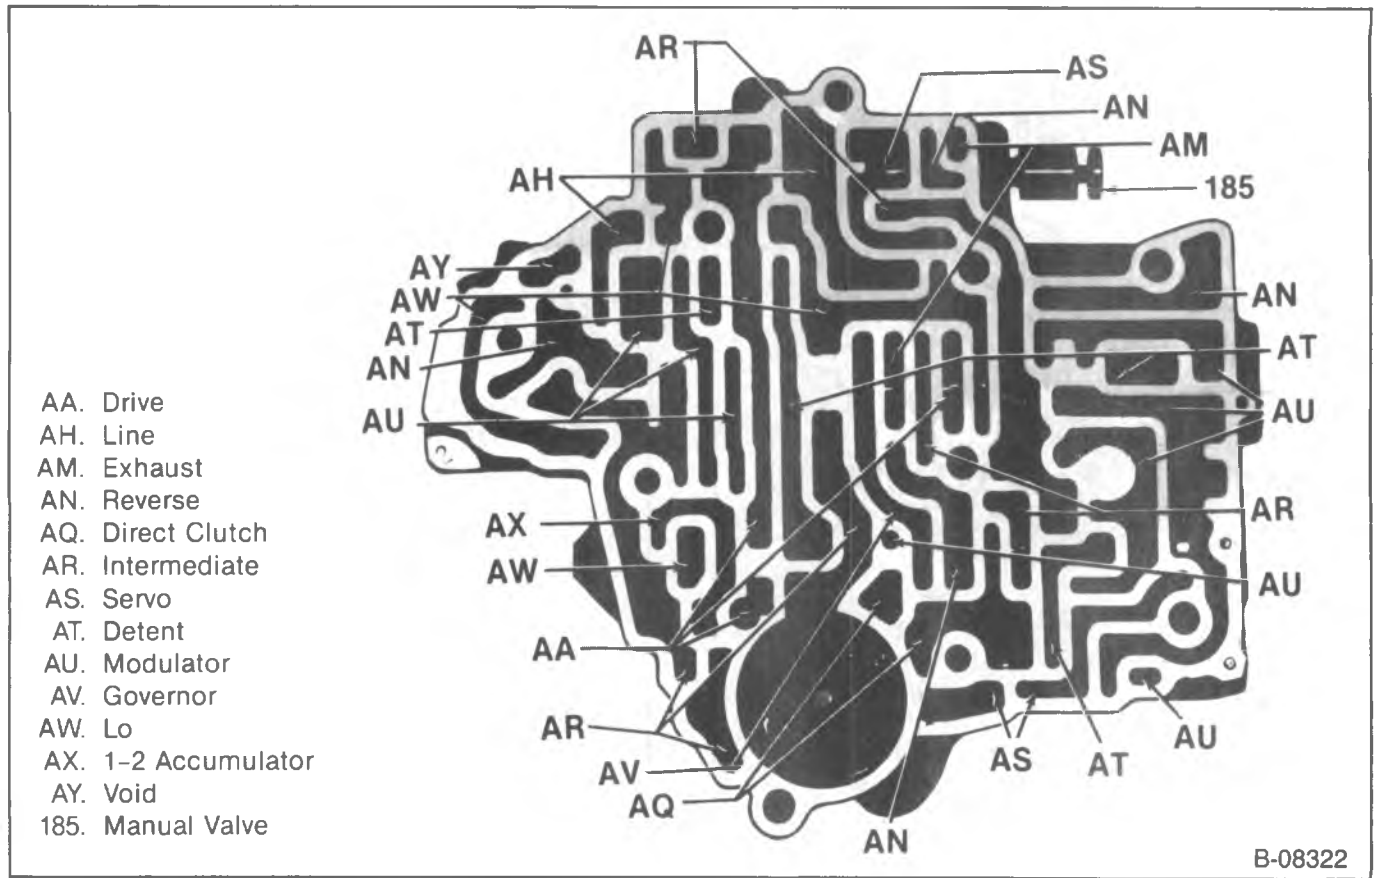 AR
AS
AN
AM
185
AH
AY
AW
AT
AN
AU
AN
AT
AU
AX
AW
AR
AU
AA
AR
AV
AQ
AN
AS
AT
AU
AA. Drive
AH. Line
AM. Exhaust
AN. Reverse
AQ. Direct Clutch
AR. Intermediate
AS. Servo
AT. Detent
AU. Modulator
AV. Governor
AW. Lo
AX. 1-2 Accumulator
AY. Void
185. Manual Valve
B-08322